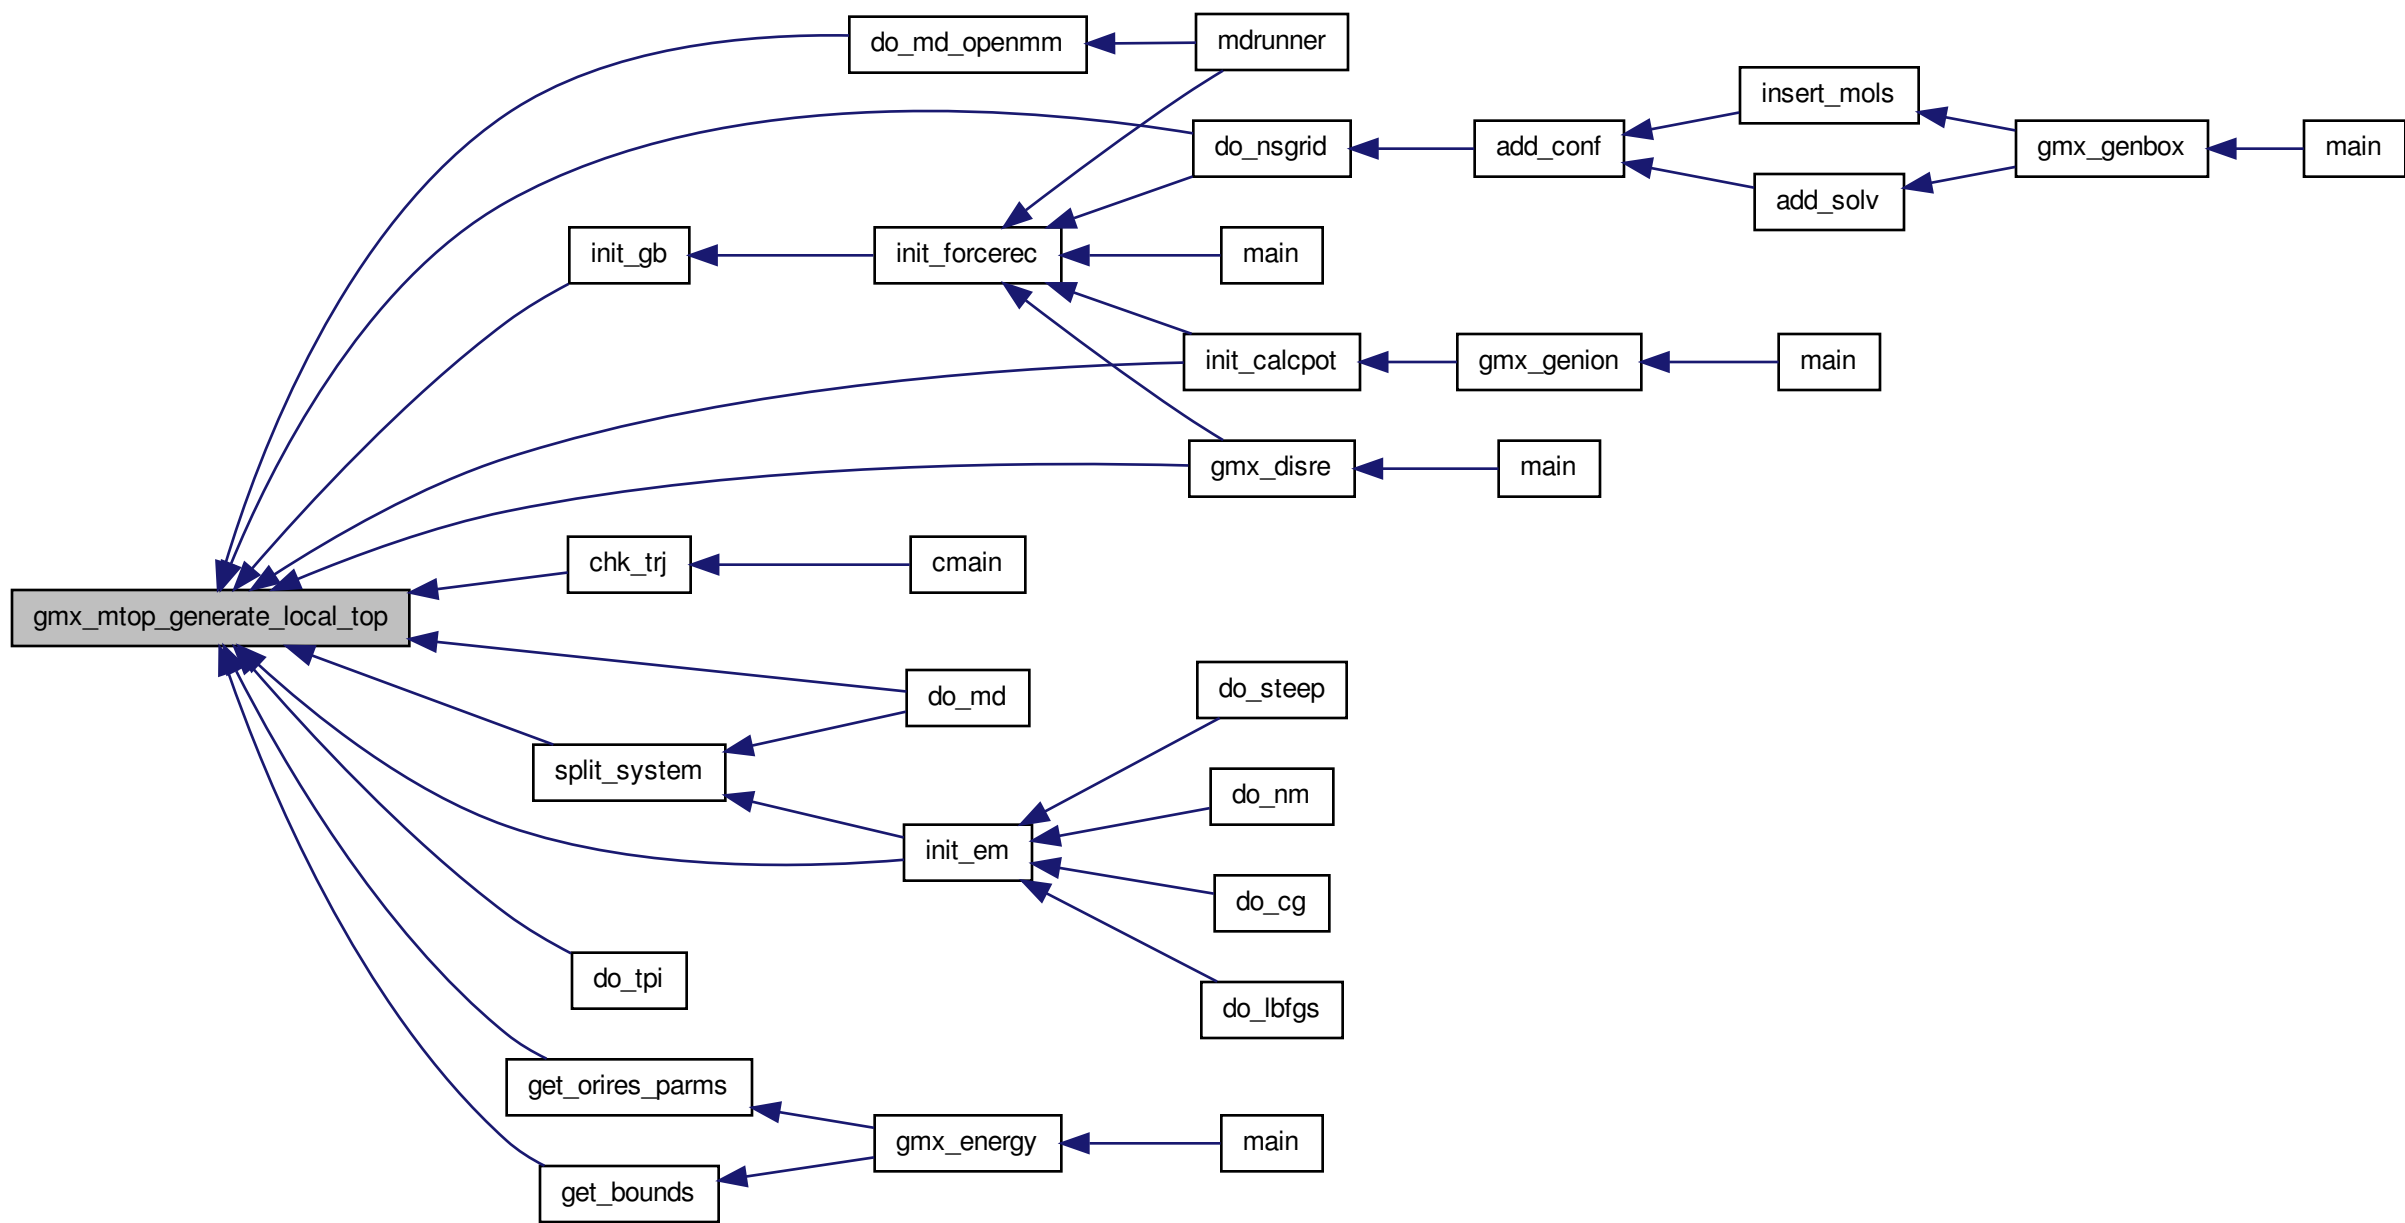 do_md_openmm
mdrunner
insert_mols
do_nsgrid
add_conf
gmx_genbox
main
add_solv
init_gb
init_forcerec
main
init_calcpot
gmx_genion
main
gmx_disre
main
chk_trj
cmain
gmx_mtop_generate_local_top
do_md
do_steep
split_system
do_nm
init_em
do_cg
do_tpi
do_lbfgs
get_orires_parms
gmx_energy
main
get_bounds